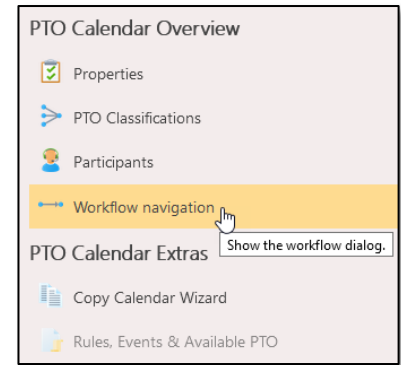 PTO Calendar Overview
Properties
PTO Classifications
Participants
Workflow navigation
Show the workflow dialog.
PTO Calendar Extras
Copy Calendar Wizard
Rules, Events & Available PTO